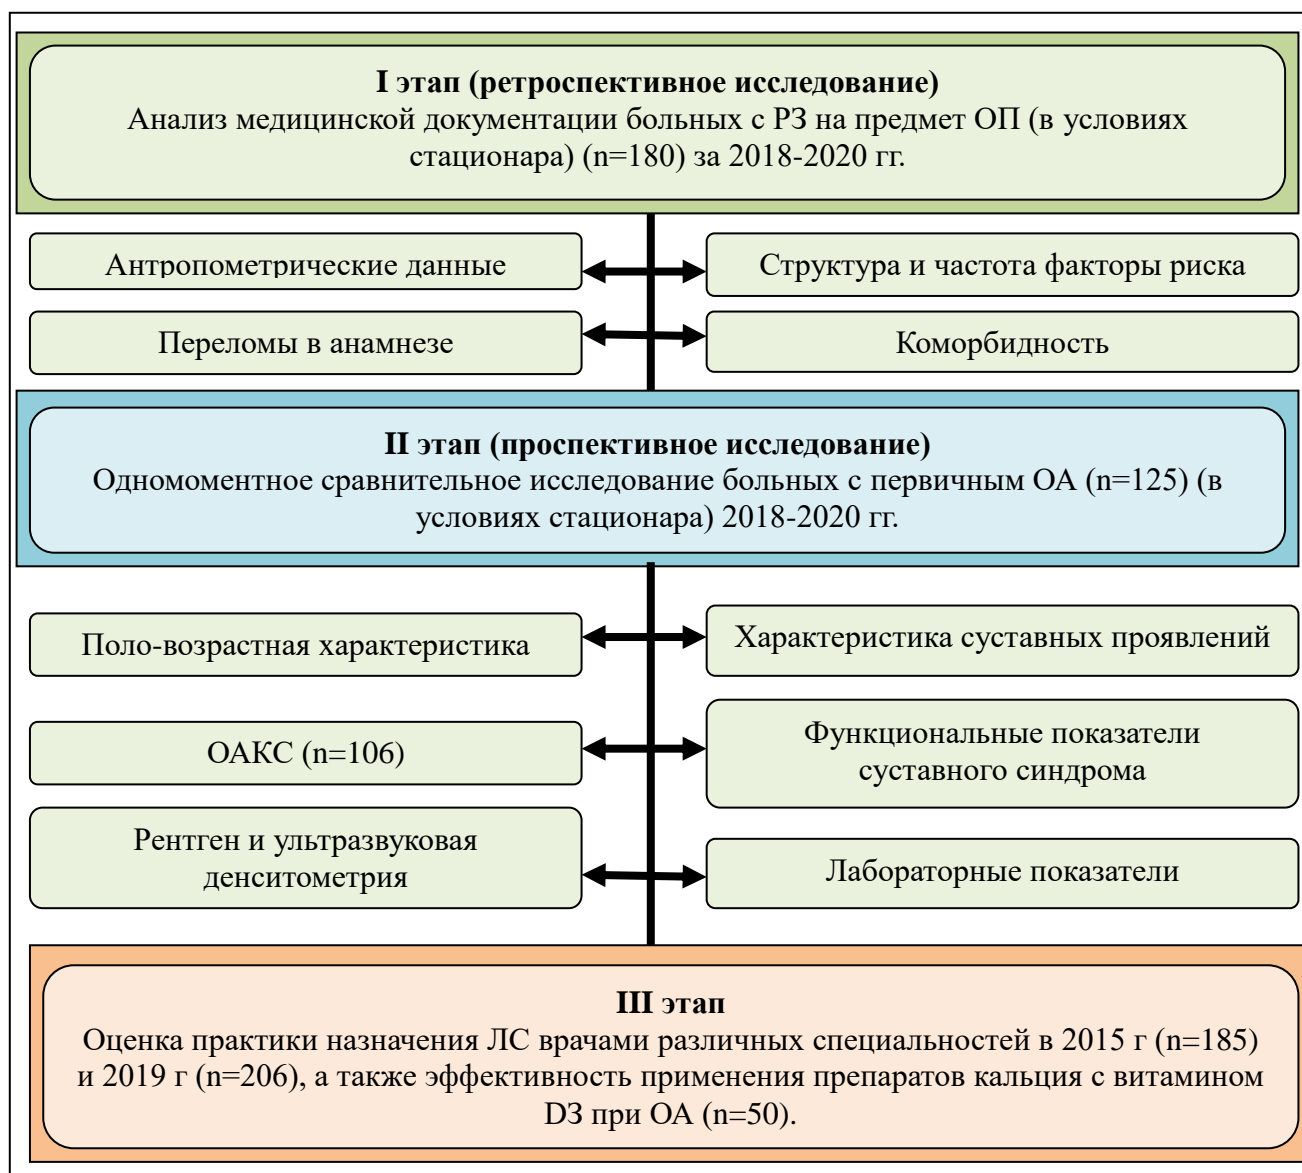 I этап (ретроспективное исследование)
Анализ медицинской документации больных с РЗ на предмет ОП (в условиях
стационара) (n=180) за 2018-2020 гг.
Антропометрические данные
Структура и частота факторы риска
Переломы в анамнезе
Коморбидность
II этап (проспективное исследование)
Одномоментное сравнительное исследование больных с первичным ОА (n=125) (в
условиях стационара) 2018-2020 гг.
Поло-возрастная характеристика
Характеристика суставных проявлений
ОАКС (n=106)
Функциональные показатели
суставного синдрома
Рентген и ультразвуковая
денситометрия
Лабораторные показатели
III этап
Оценка практики назначения ЛС врачами различных специальностей в 2015 г (n=185)
и 2019 г (n=206), а также эффективность применения препаратов кальция с витамином
D3 при ОА (n=50).